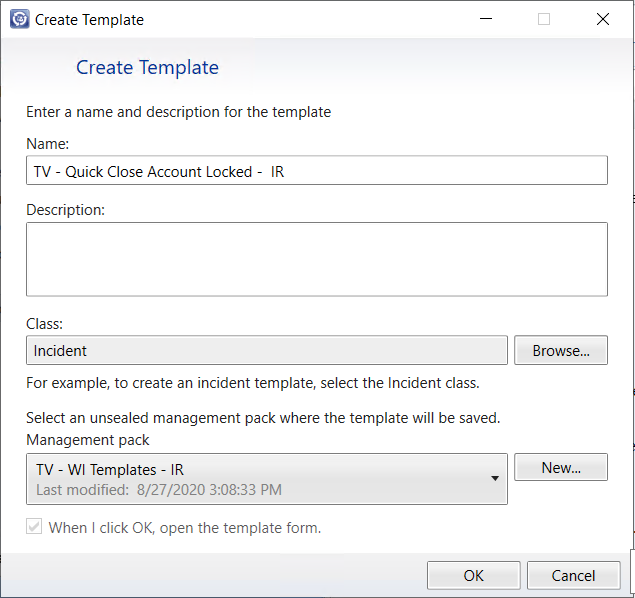 Create Template
Create Template
Enter a name and description for the template
Name:
TV - Quick Close Account Locked -  IR
Description:
Class:
Incident
Browse...
For example, to create an incident template, select the Incident class.
Select an unsealed management pack where the template will be saved.
Management pack
TV - WI Templates - IR
Last modified:  8/27/2020 3:08:33 PM
New...
When I click OK, open the template form.
OK
Cancel